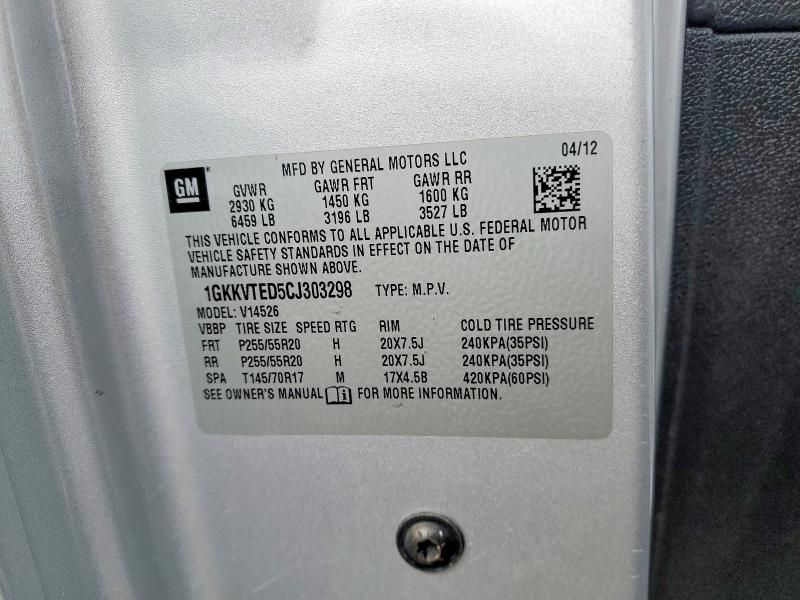 MFD BY GENERAL MOTORS LLC 04/12
GM
GVWR GAWR FRT GAWR RR
2930 KG 1450 KG 1600 KG
6459 LB 3196 LB 3527 LB
THIS VEHICLE CONFORMS TO ALL APPLICABLE U.S. FEDERAL MOTOR
VEHICLE SAFETY STANDARDS IN EFFECT ON THE DATE OF
MANUFACTURE SHOWN ABOVE.
1GKKVTED5CJ303298 TYPE: M.P.V.
MODEL: V14526
VBBP TIRE SIZE SPEED RTG RIM COLD TIRE PRESSURE
FRT P255/55R20 H 20X7.5J 240KPA(35PSI)
RR P255/55R20 H 20X7.5J 240KPA(35PSI)
SPA T145/70R17 M 17X4.5B 420KPA(60PSI)
SEE OWNER'S MANUAL FOR MORE INFORMATION.